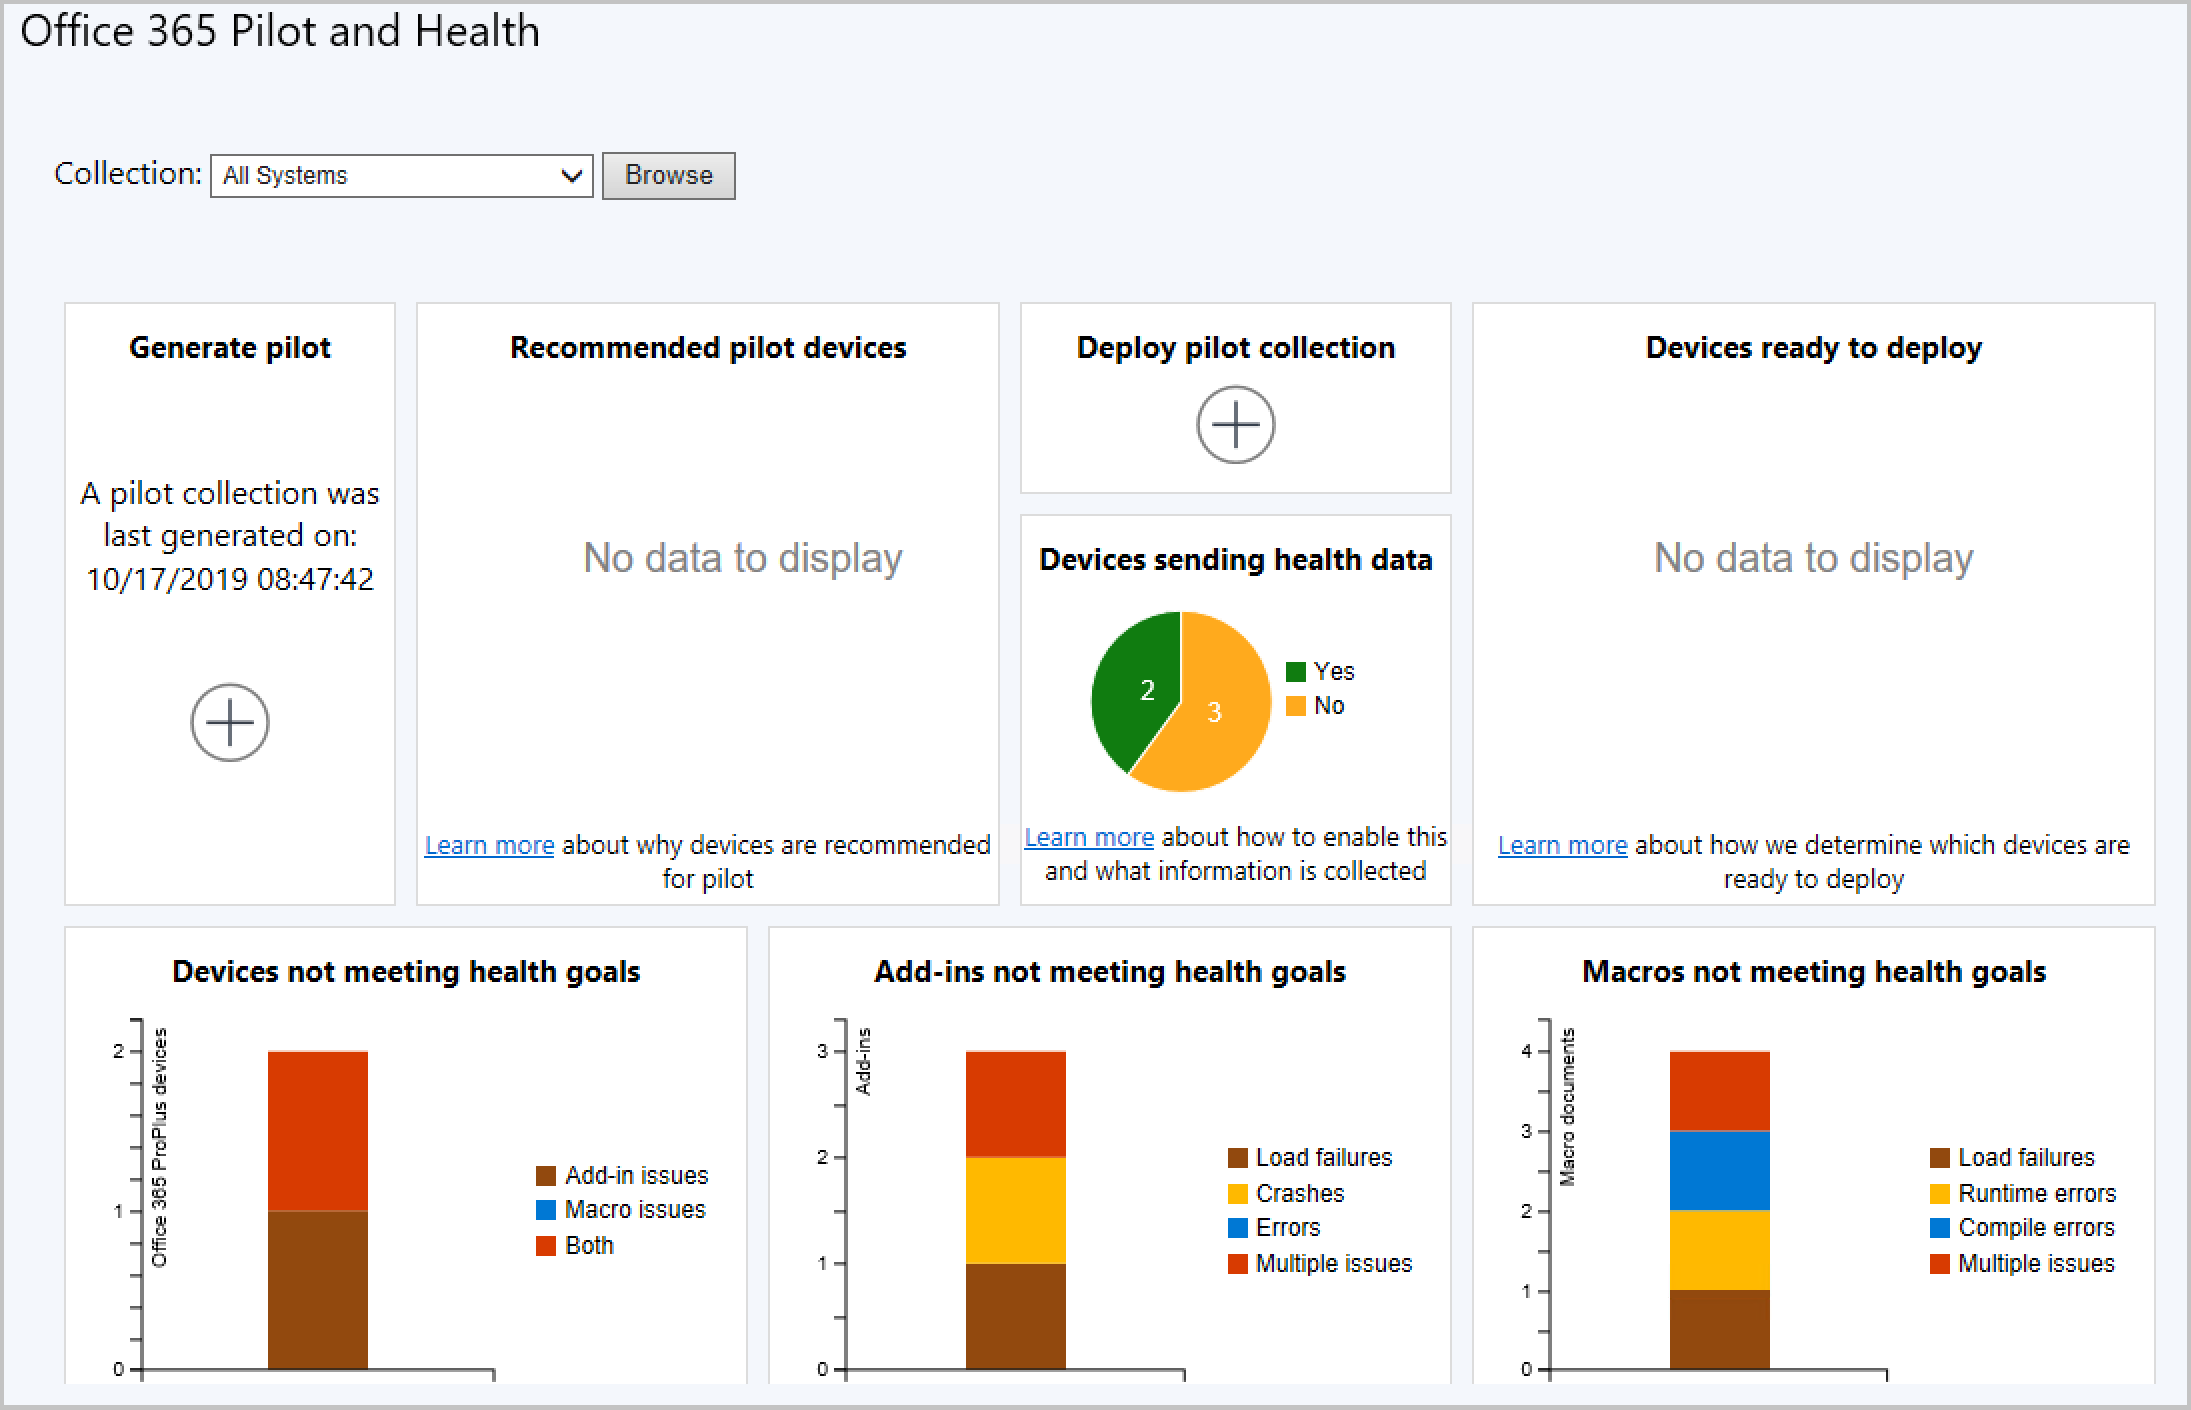 Office 365 Pilot and Health
Collection: All Systems Browse
Generate pilot
A pilot collection was
last generated on:
10/17/2019 08:47:42
Recommended pilot devices
No data to display
Learn more about why devices are recommended
for pilot
Deploy pilot collection
Devices sending health data
2
3
Yes
No
Learn more about how to enable this
and what information is collected
Devices ready to deploy
No data to display
Learn more about how we determine which devices are
ready to deploy
Devices not meeting health goals
Office 365 ProPlus devices
2
1
0
Add-in issues
Macro issues
Both
Add-ins not meeting health goals
Add-ins
3
2
1
0
Load failures
Crashes
Errors
Multiple issues
Macros not meeting health goals
Macro documents
4
3
2
1
0
Load failures
Runtime errors
Compile errors
Multiple issues